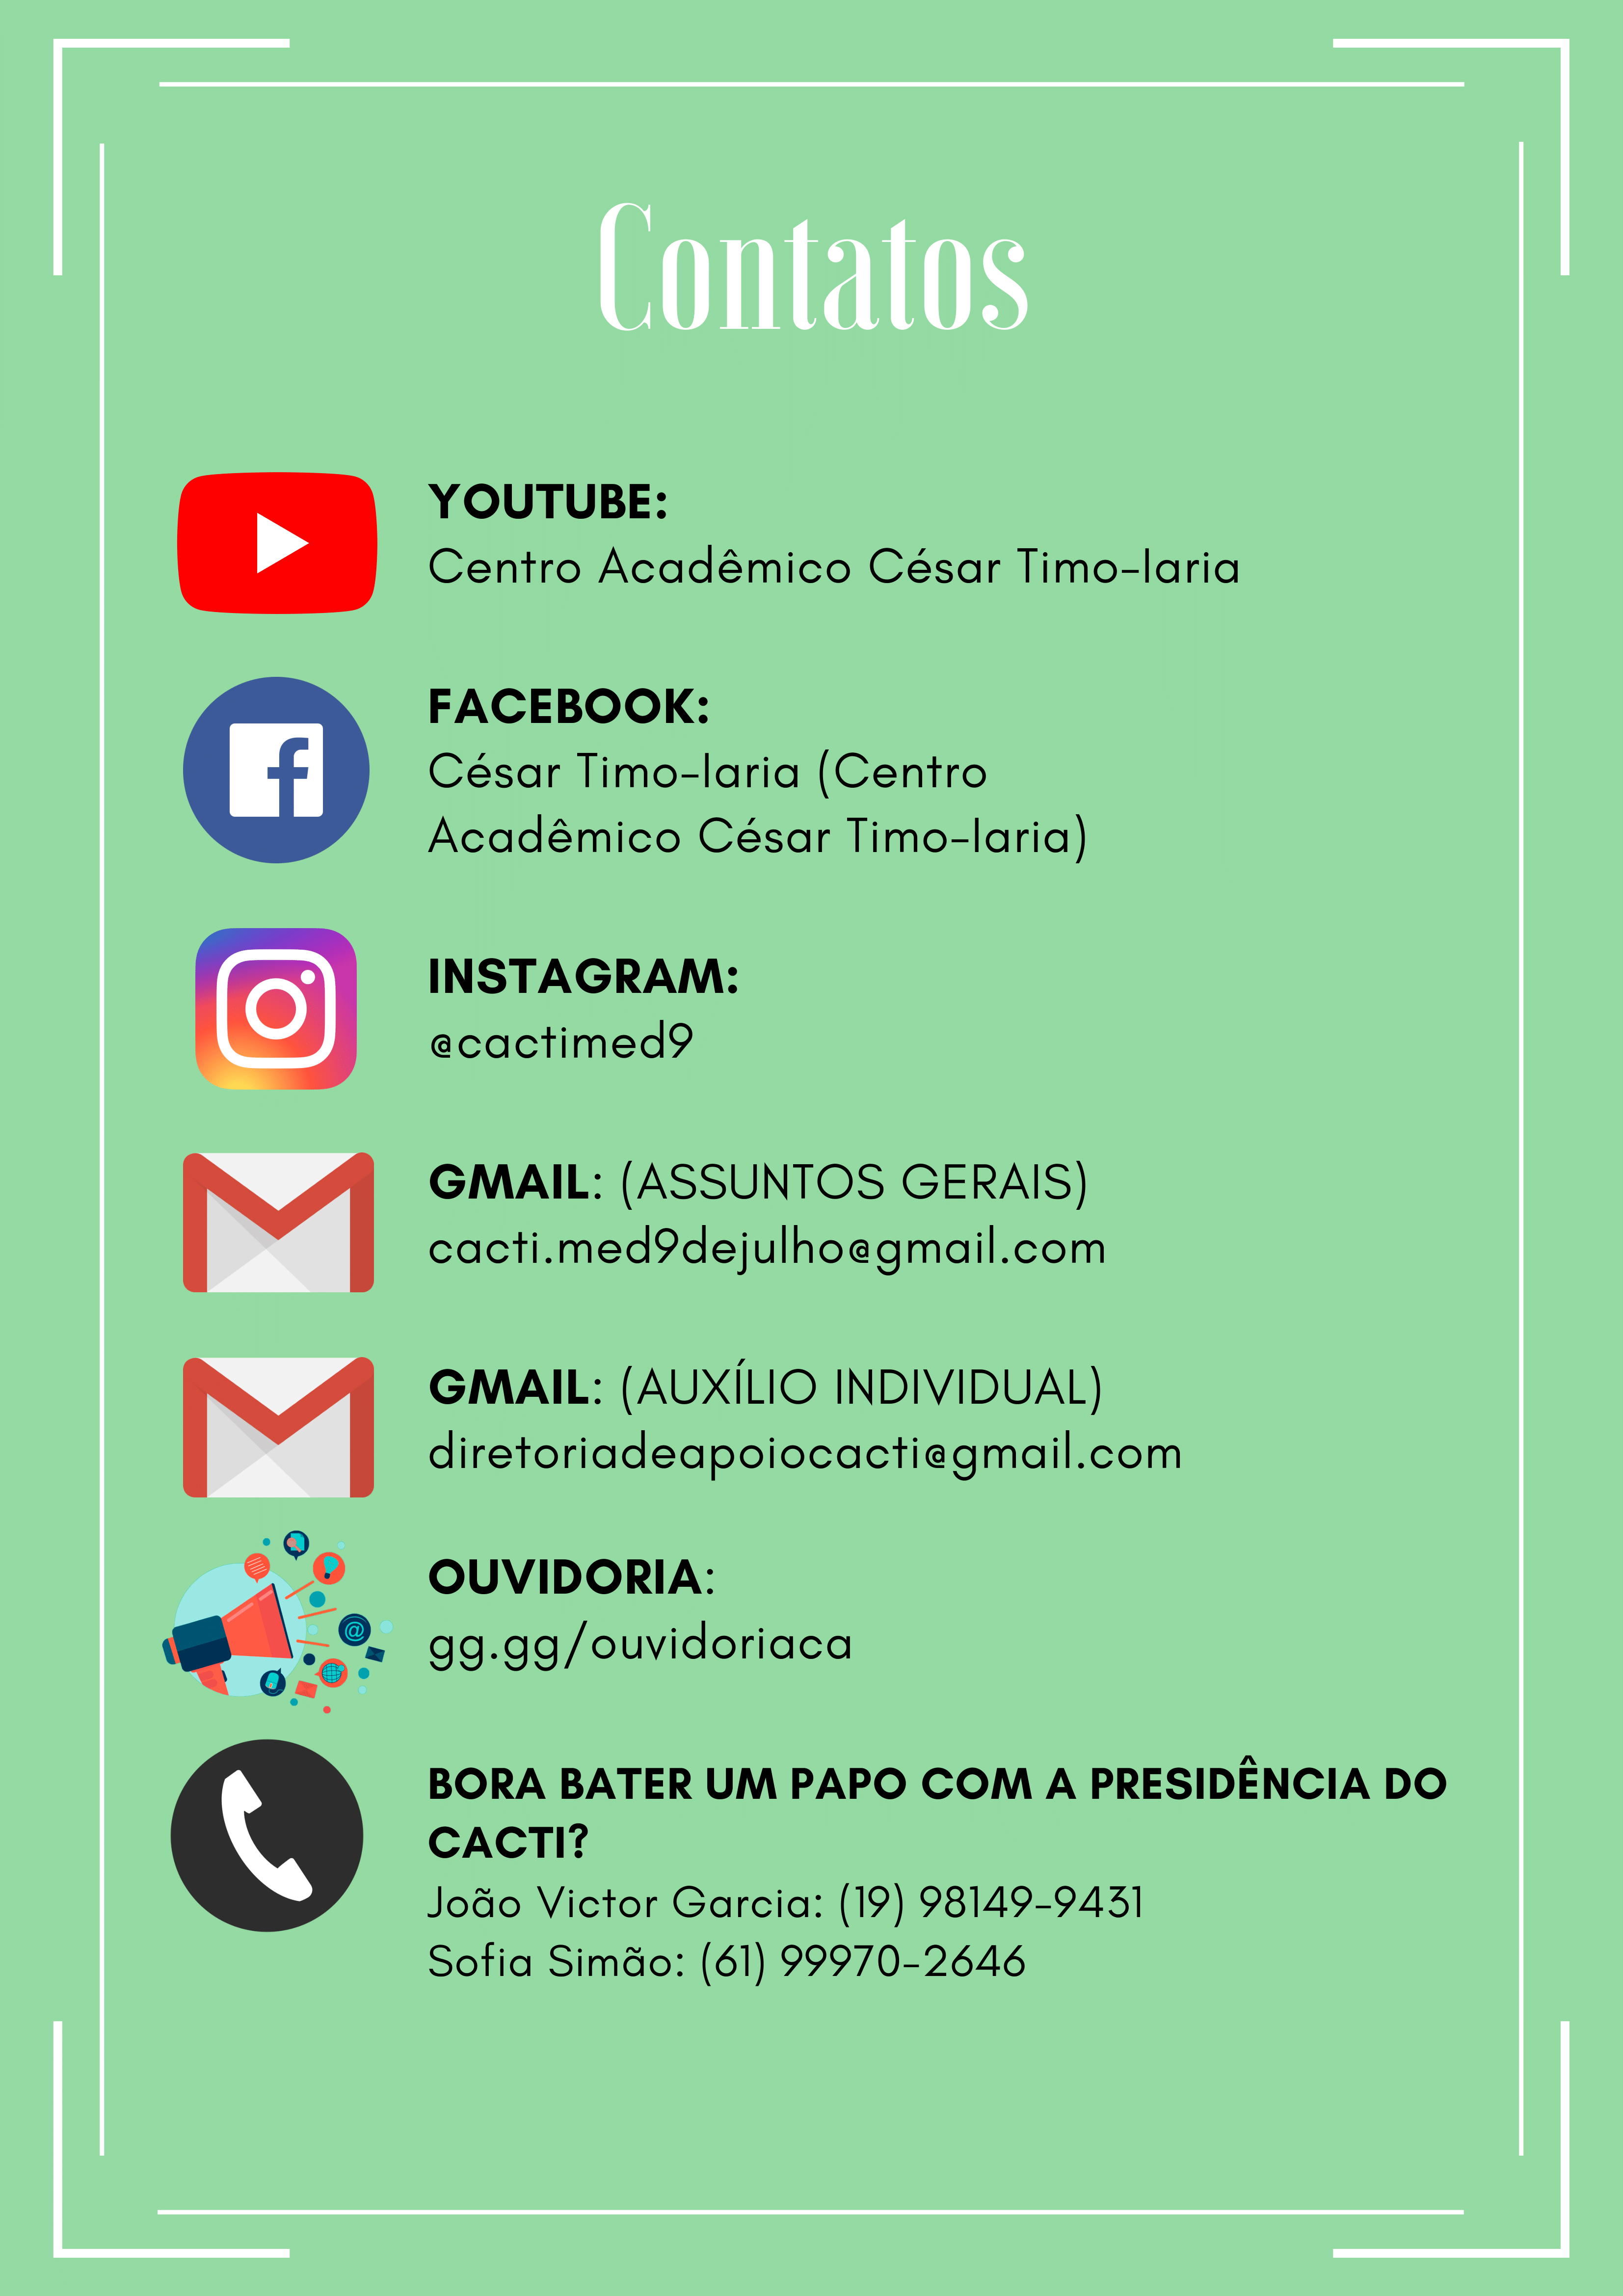 Contatos
YOUTUBE:
Centro Acadêmico César Timo-Iaria
FACEBOOK:
César Timo-Iaria (Centro
Acadêmico César Timo-Iaria)
INSTAGRAM:
@cactimed9
GMAIL: (ASSUNTOS GERAIS)
cacti.med9dejulho@gmail.com
GMAIL: (AUXÍLIO INDIVIDUAL)
diretoriadeapoiocacti@gmail.com
OUVIDORIA:
gg.gg/ouvidoriaca
BORA BATER UM PAPO COM A PRESIDÊNCIA DO
CACTI?
João Victor Garcia: (19) 98149-9431
Sofia Simão: (61) 99970-2646